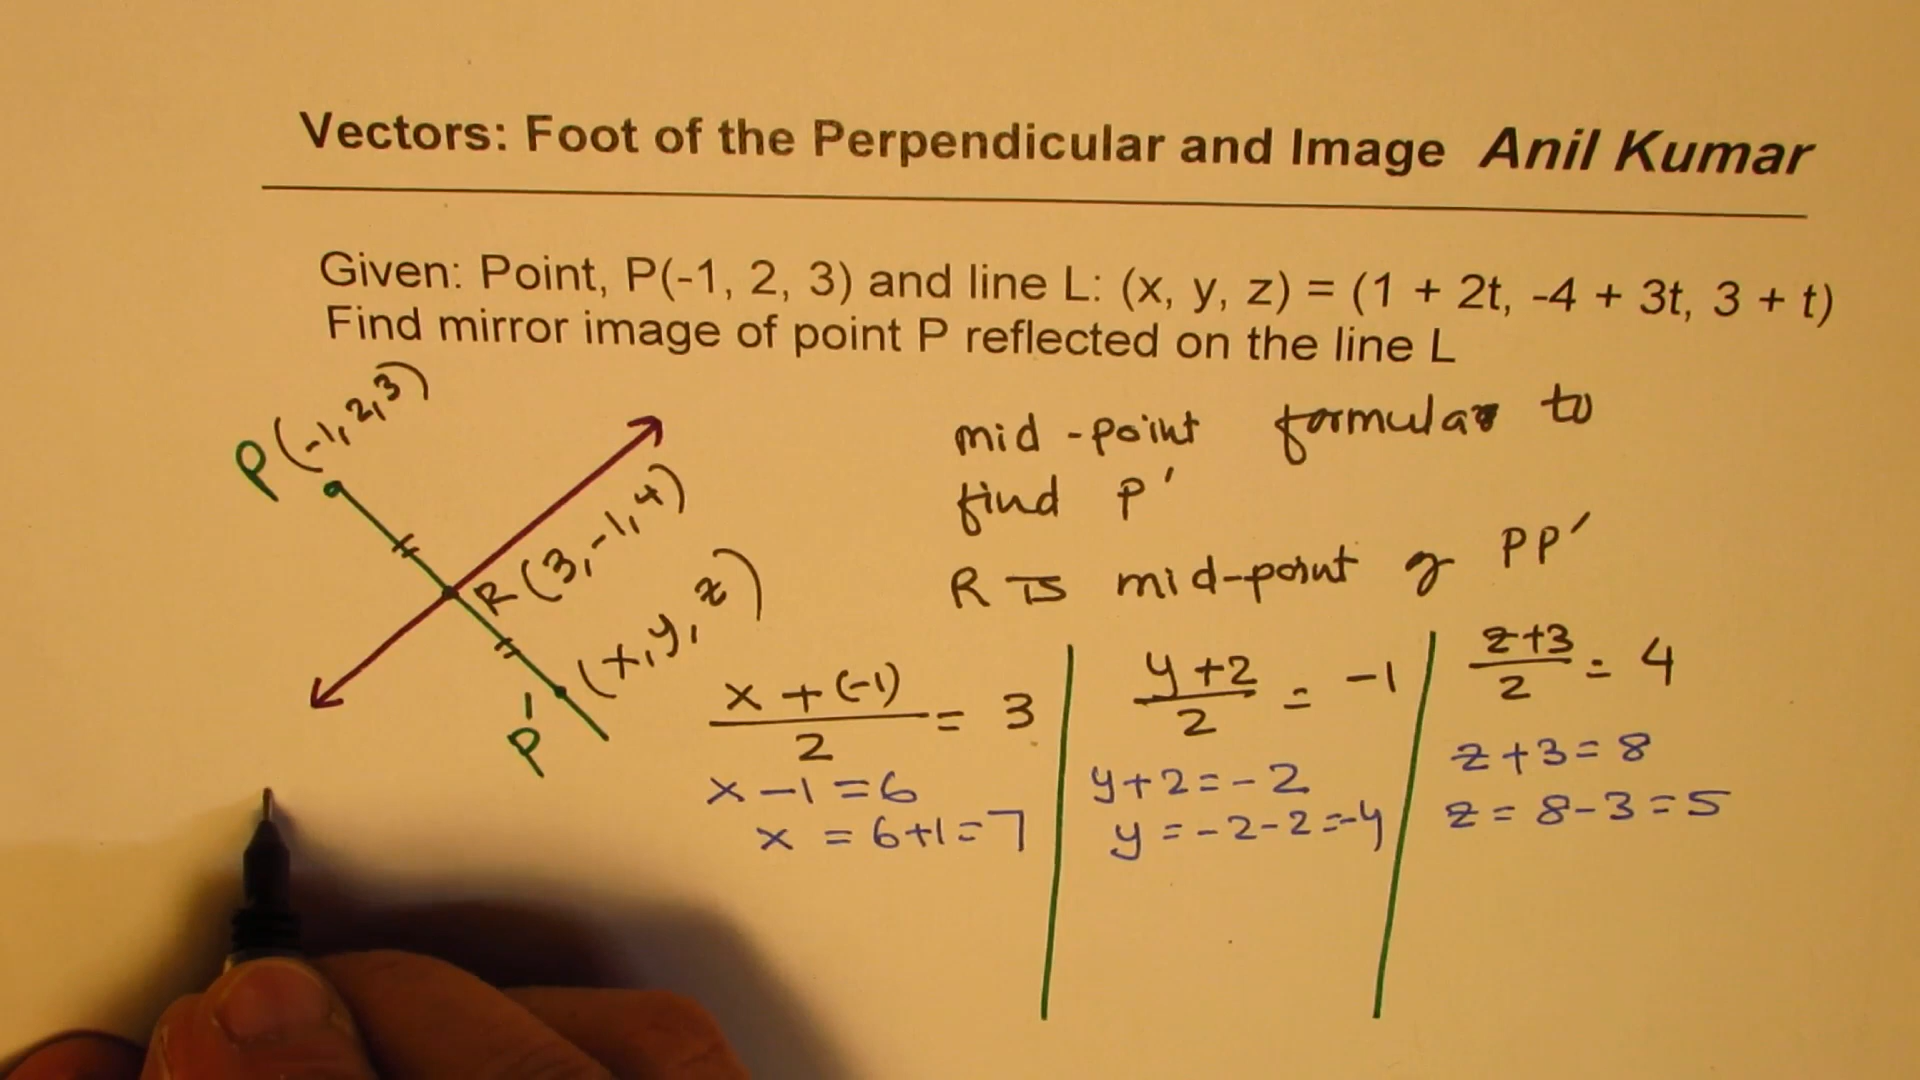 Vectors: Foot of the Perpendicular and Image Anil Kumar
Given: Point, P(-1, 2, 3) and line L: (x, y, z) = (1 + 2t, -4 + 3t, 3 + t)
Find mirror image of point P reflected on the line L
P(-1, 2, 3)
R(3, -1, 4)
(x, y, z)
P'
mid-point formula to
find P'
R is mid-point of PP'
x + (-1) / 2 = 3
x - 1 = 6
x = 6+1 = 7
y + 2 / 2 = -1
y + 2 = -2
y = -2-2 = -4
z + 3 / 2 = 4
z + 3 = 8
z = 8-3 = 5